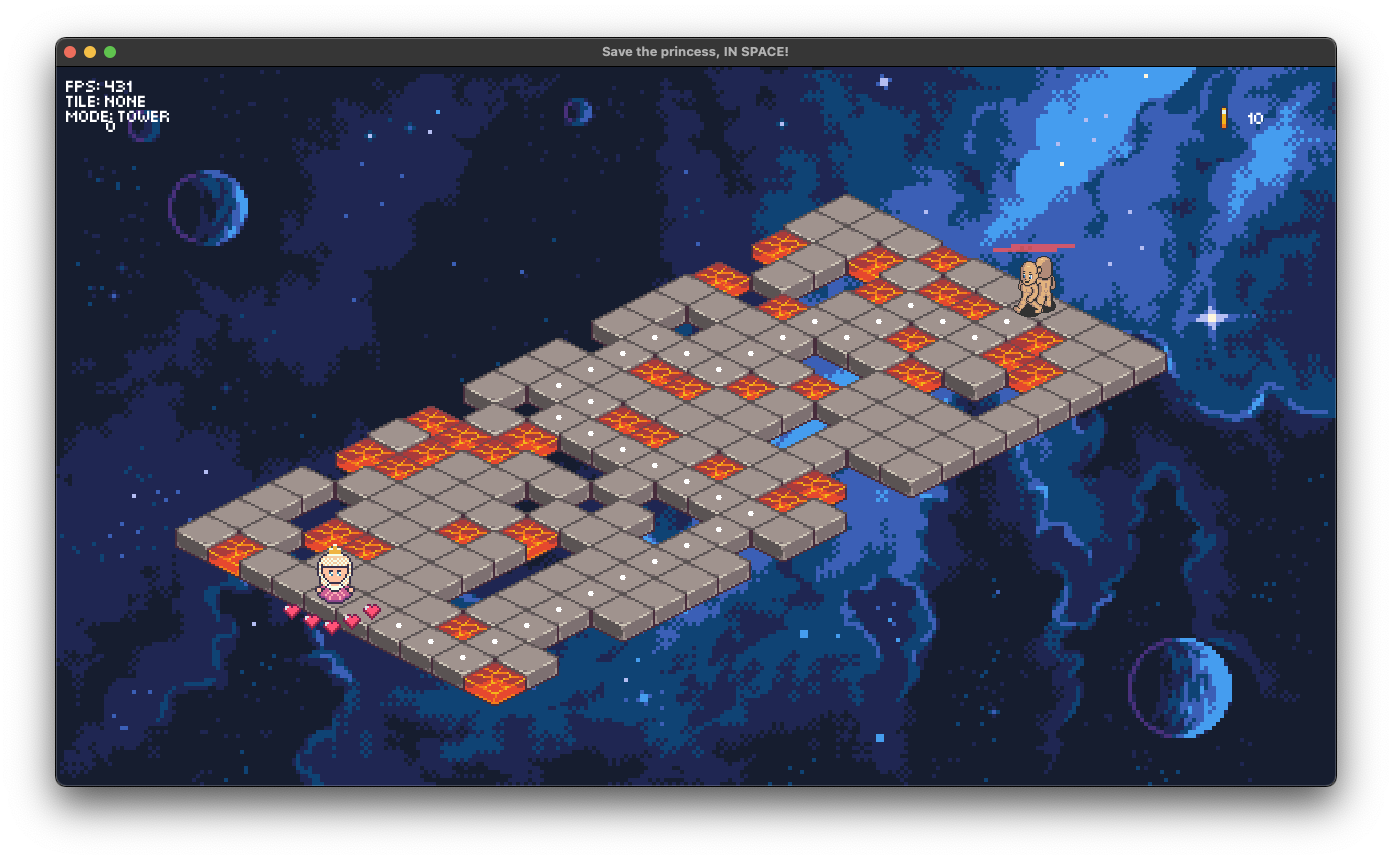 Save the princess, IN SPACE!
FPS: 431
TILE: NONE
MODE: TOWER
0
10